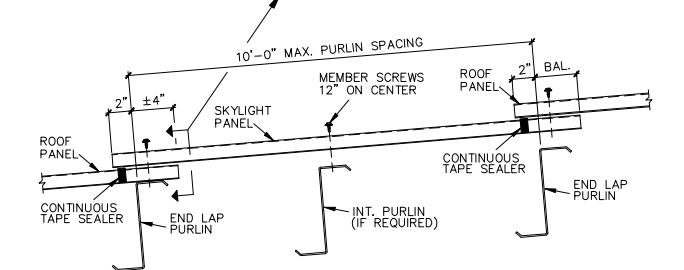 10'-0" MAX. PURLIN SPACING
2" BAL.
ROOF
PANEL
MEMBER SCREWS
12" ON CENTER
2" ±4"
SKYLIGHT
PANEL
ROOF
PANEL
CONTINUOUS
TAPE SEALER
CONTINUOUS
TAPE SEALER
END LAP
PURLIN
INT. PURLIN
(IF REQUIRED)
END LAP
PURLIN